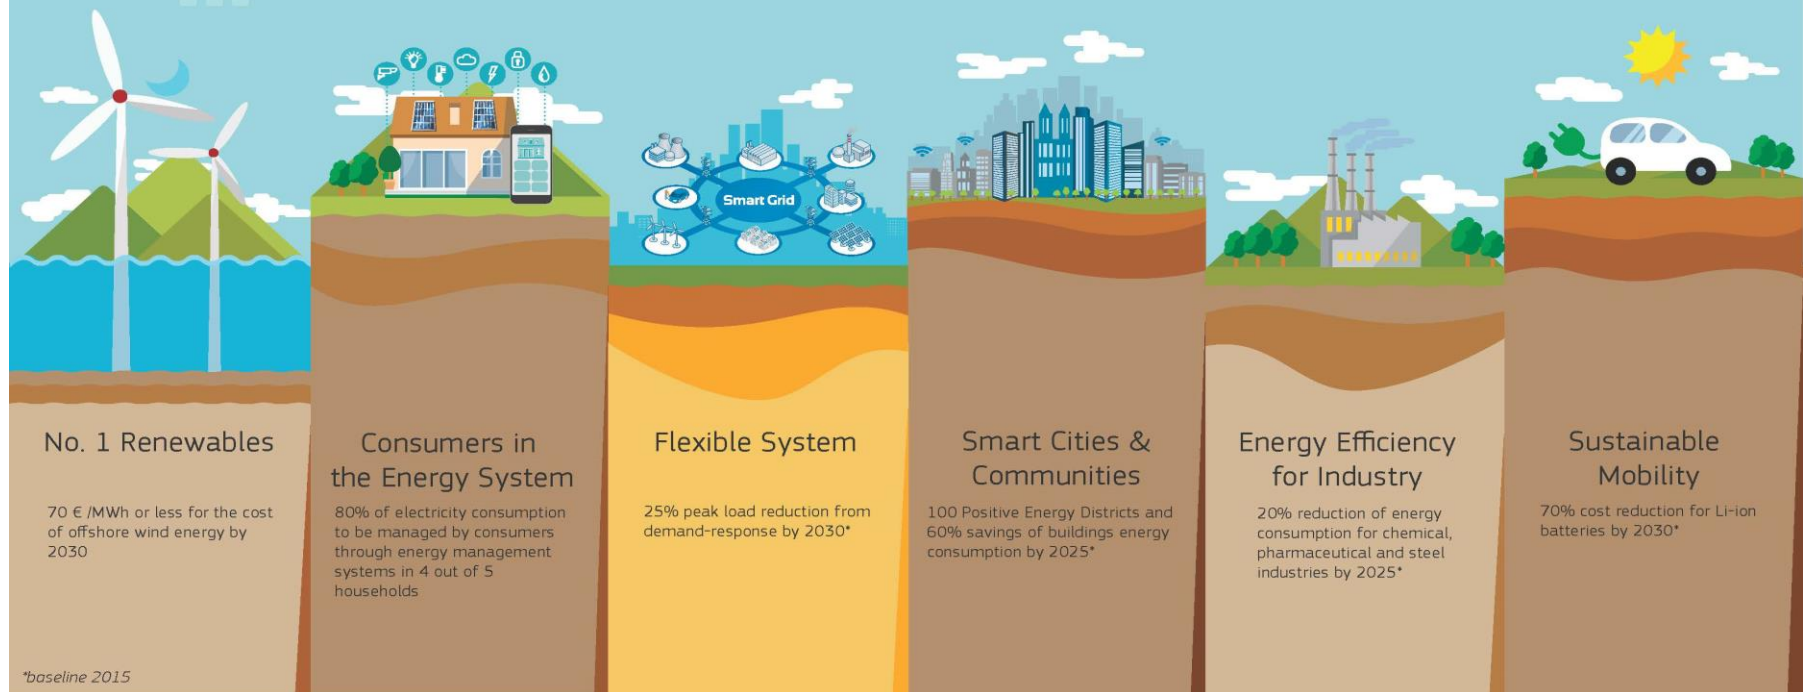 Smart Grid
No. 1 Renewables
70 € /MWh or less for the cost
of offshore wind energy by
2030
Consumers in
the Energy System
80% of electricity consumption
to be managed by consumers
through energy management
systems in 4 out of 5
households
Flexible System
25% peak load reduction from
demand-response by 2030*
Smart Cities &
Communities
100 Positive Energy Districts and
60% savings of buildings energy
consumption by 2025*
Energy Efficiency
for Industry
20% reduction of energy
consumption for chemical,
pharmaceutical and steel
industries by 2025*
Sustainable
Mobility
70% cost reduction for Li-ion
batteries by 2030*
*baseline 2015